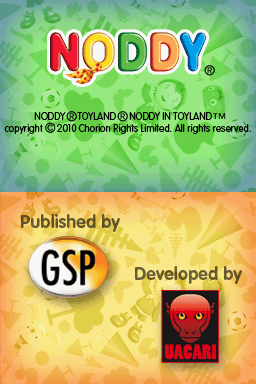 NODDY®
NODDY ® TOYLAND ® NODDY IN TOYLAND™
copyright © 2010 Chorion Rights Limited. All rights reserved.
Published by
GSP
Developed by
UACARI